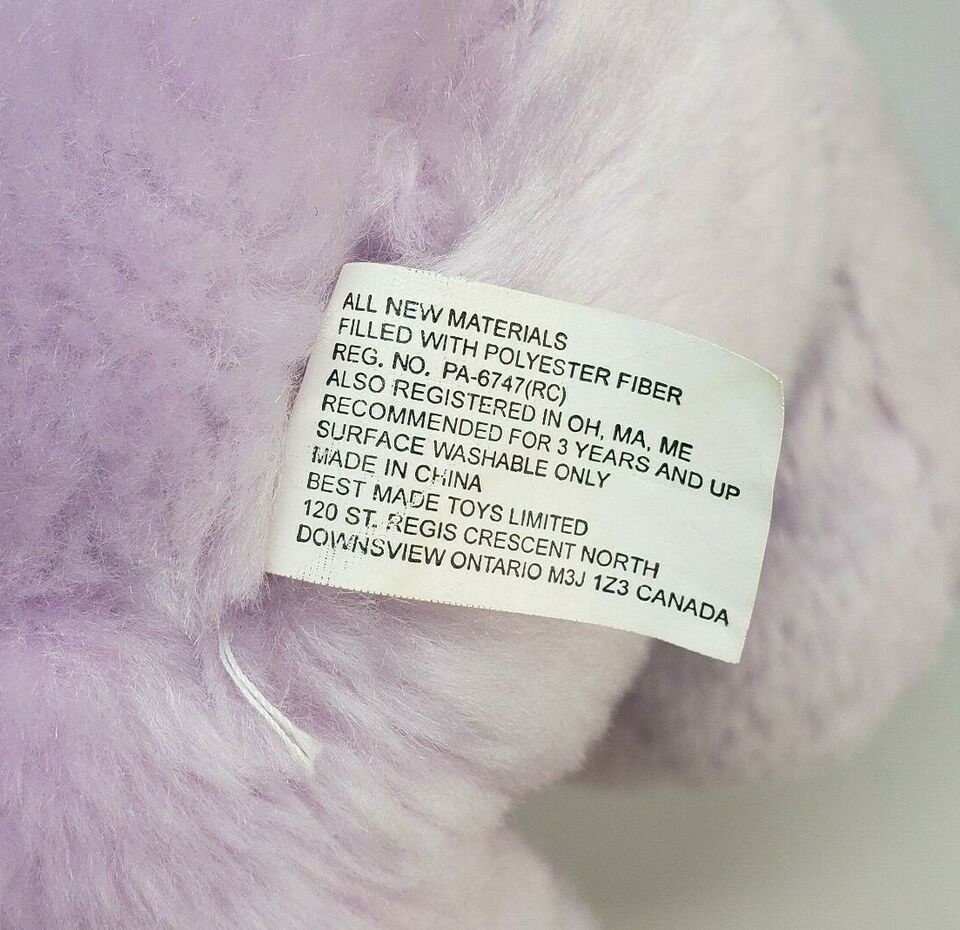 ALL NEW MATERIALS
FILLED WITH POLYESTER FIBER
REG. NO. PA-6747(RC)
ALSO REGISTERED IN OH, MA, ME
RECOMMENDED FOR 3 YEARS AND UP
SURFACE WASHABLE ONLY
MADE IN CHINA
BEST MADE TOYS LIMITED
120 ST. REGIS CRESCENT NORTH
DOWNSVIEW ONTARIO M3J 1Z3 CANADA